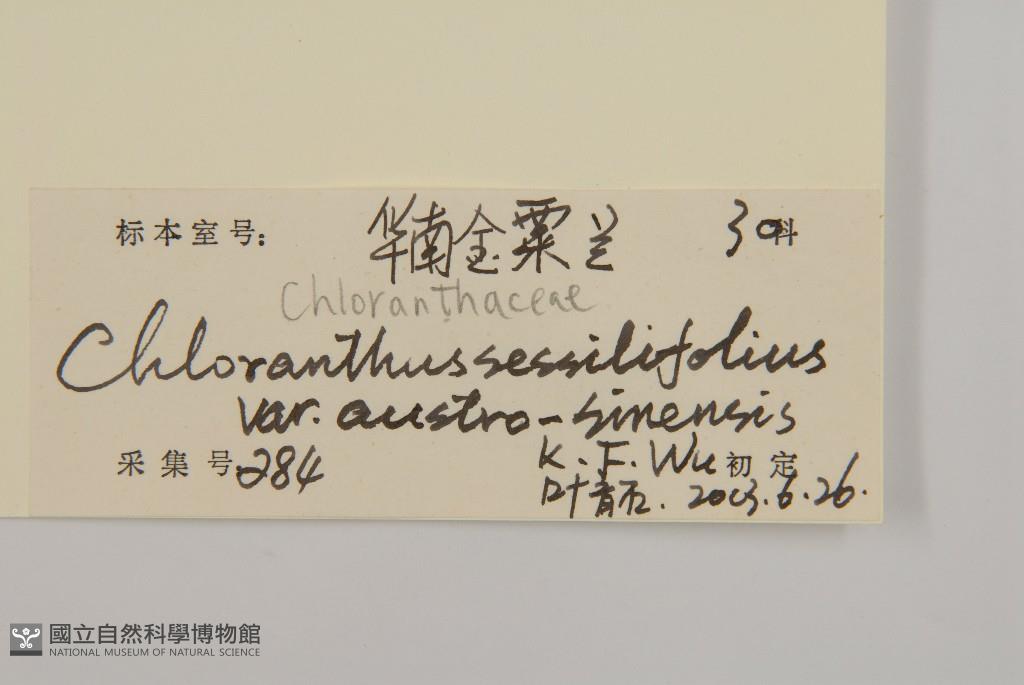 标本室号： 华南金粟兰 30科
Chloranthaceae
Chloranthus sessilifolius
var. austro-sinensis
采集号 284 K. F. Wu 初定
叶 2003.6.26.
國立自然科學博物館
NATIONAL MUSEUM OF NATURAL SCIENCE